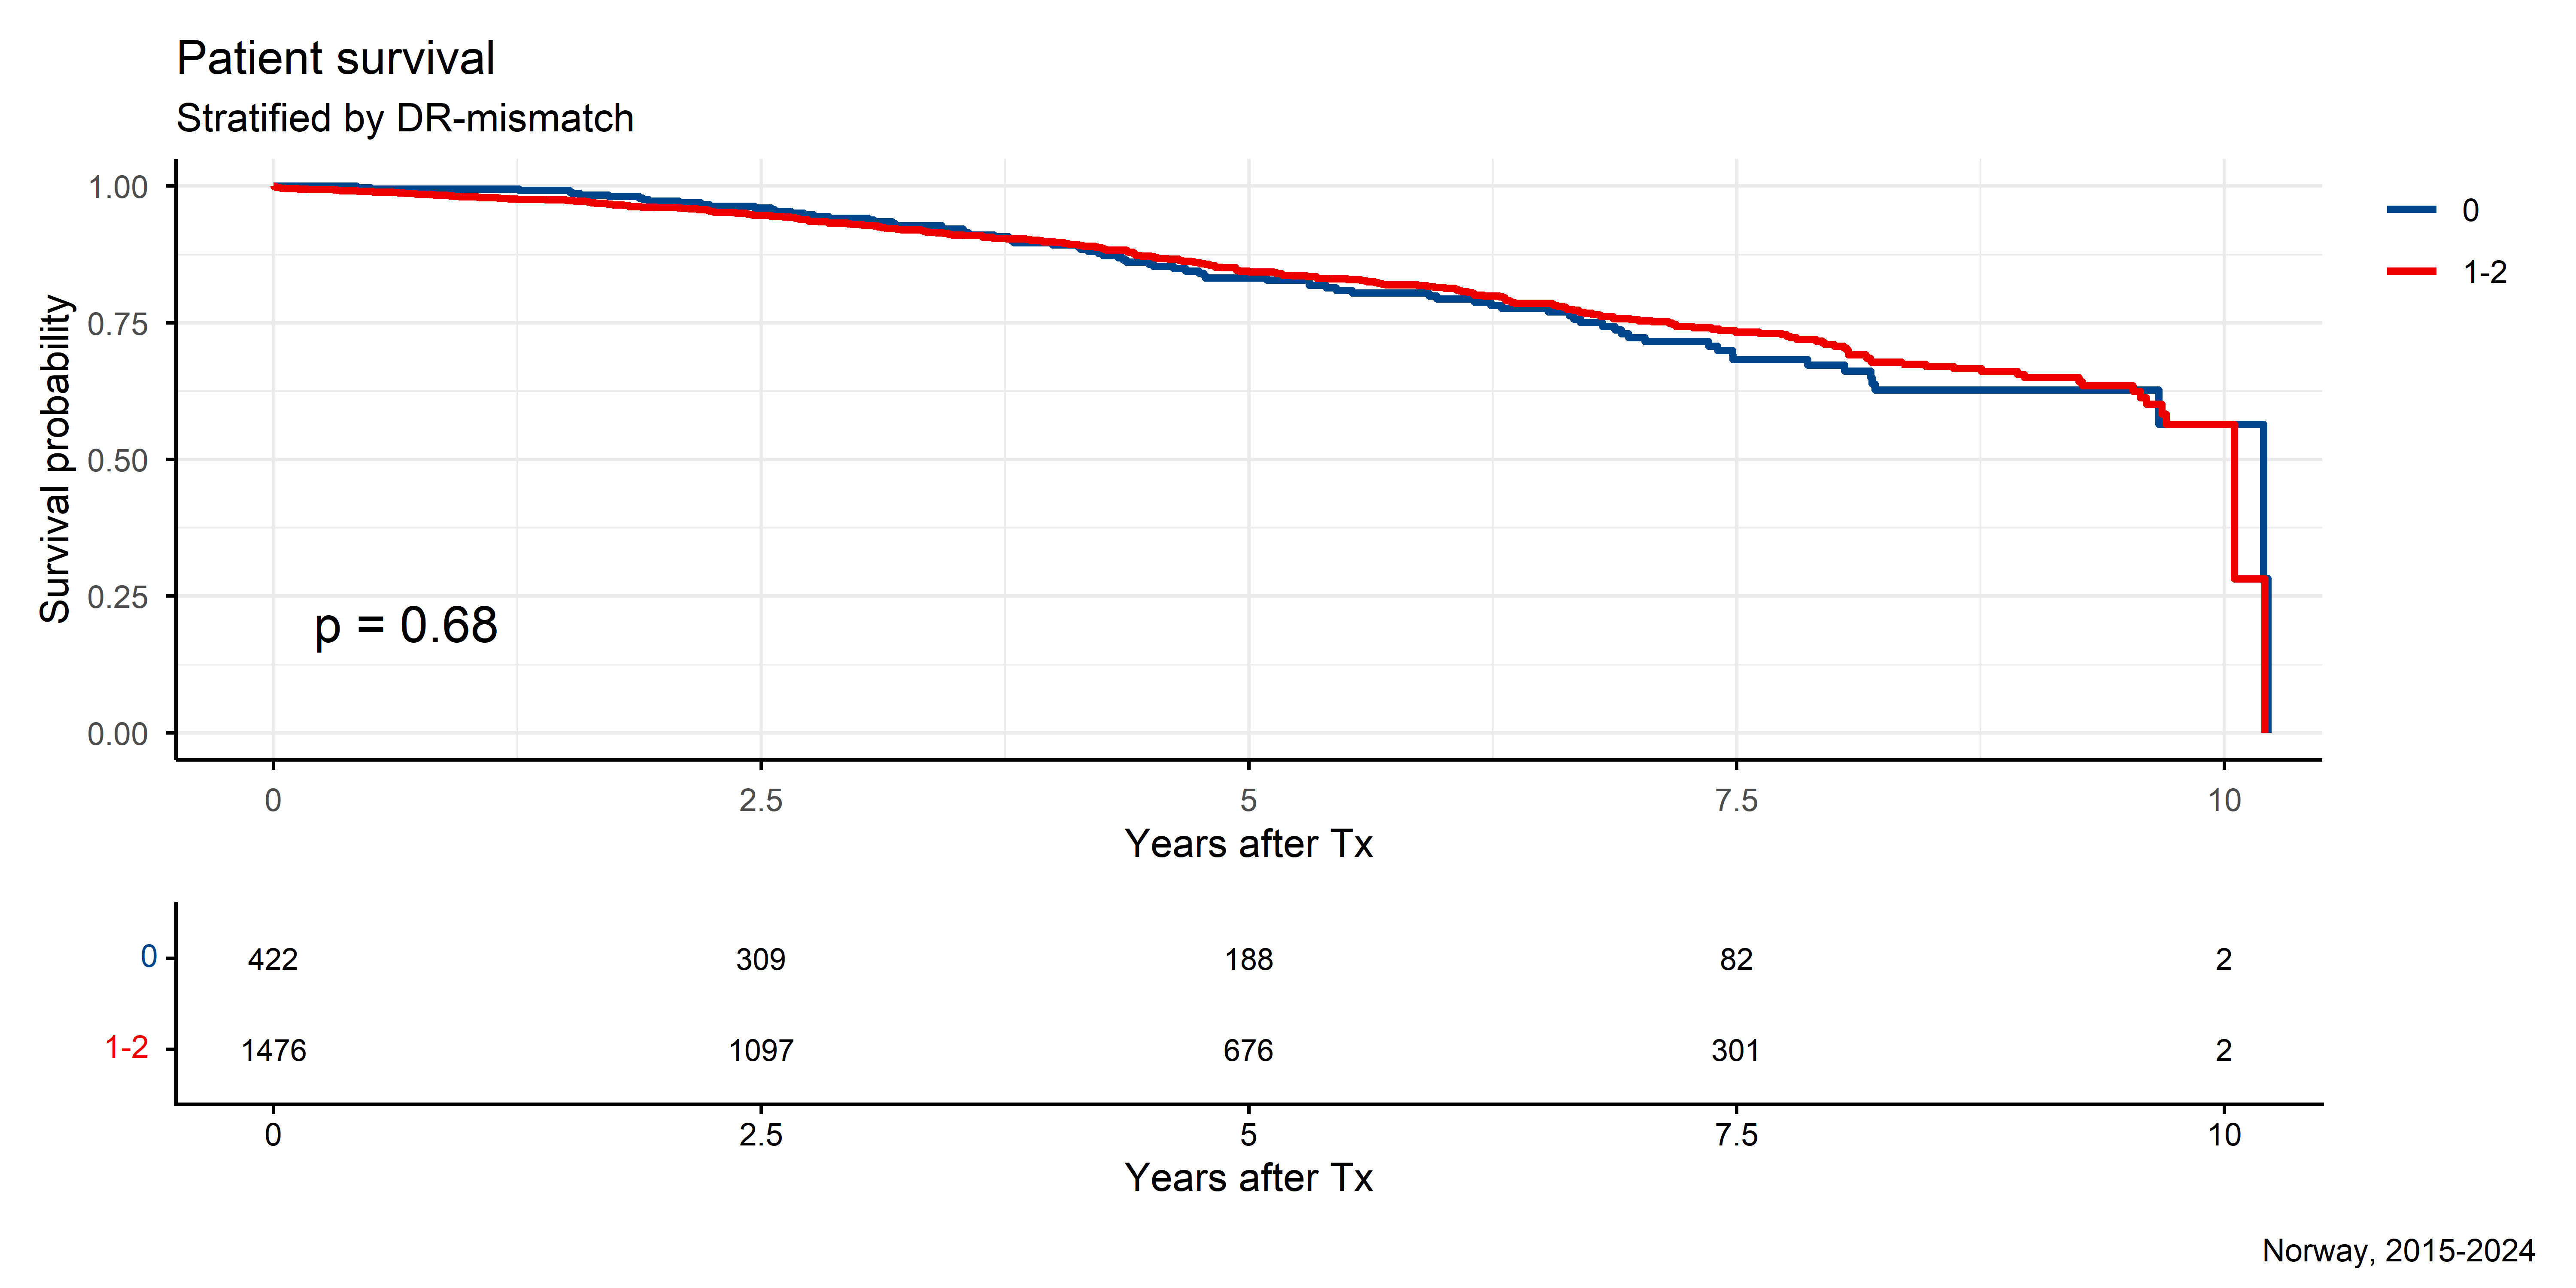 Patient survival
Stratified by DR-mismatch
Survival probability
1.00
0.75
0.50
0.25
0.00
p = 0.68
0
1-2
0 2.5 5 7.5 10
Years after Tx
0 422 309 188 82 2
1-2 1476 1097 676 301 2
0 2.5 5 7.5 10
Years after Tx
Norway, 2015-2024